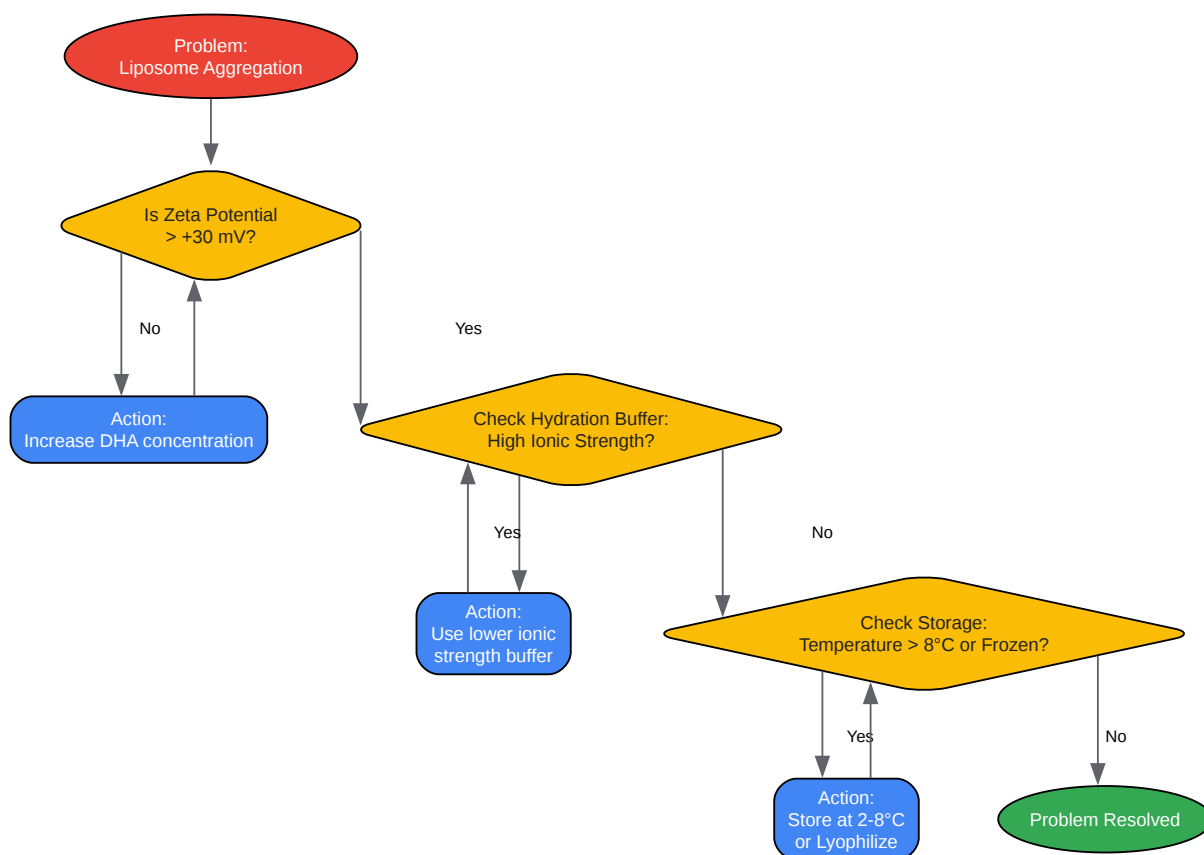 Problem:
Liposome Aggregation
Is Zeta Potential
> +30 mV?
No
Yes
Action:
Increase DHA concentration
Check Hydration Buffer:
High Ionic Strength?
Yes
No
Action:
Use lower ionic
strength buffer
Check Storage:
Temperature > 8°C or Frozen?
Yes
No
Action:
Store at 2-8°C
or Lyophilize
Problem Resolved